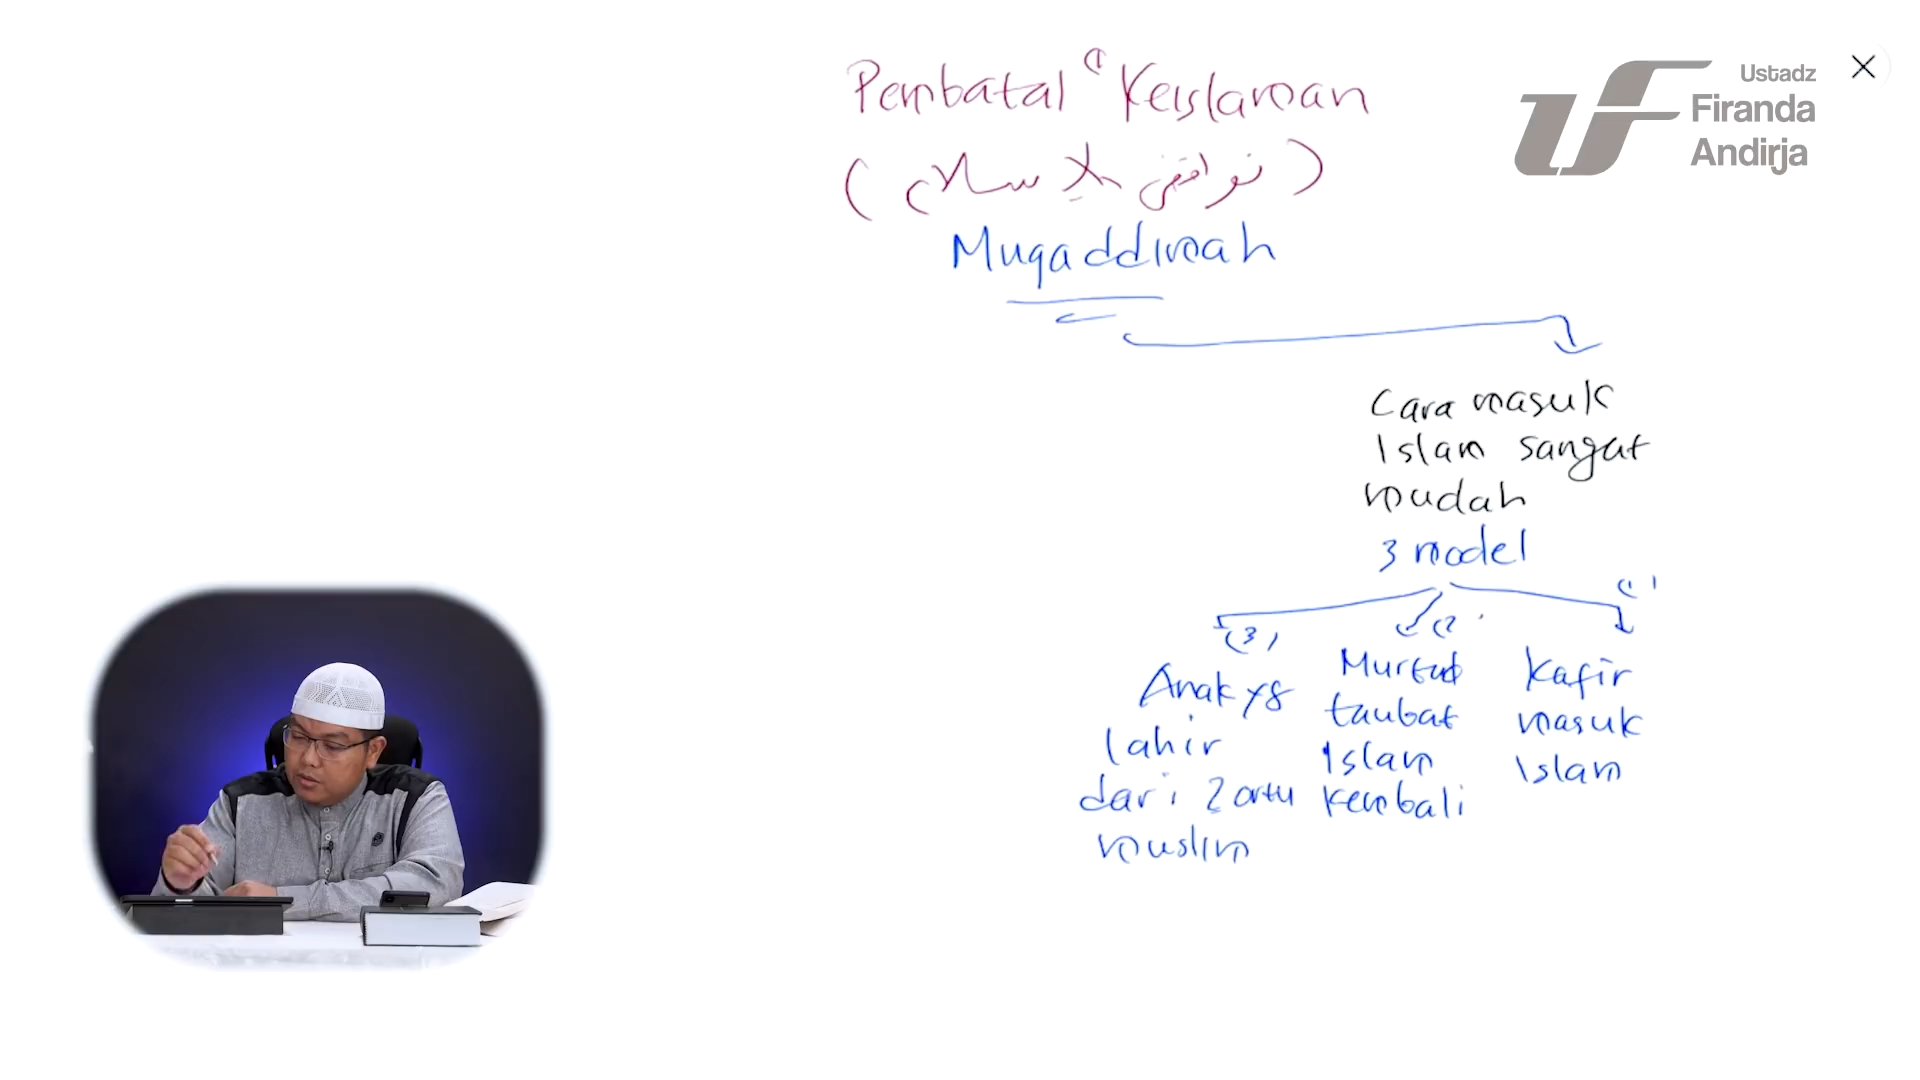 Pembatal² Keislaman
(نواقض الإسلام)
Muqaddimah
Cara masuk
Islam sangat
mudah
3 model
(1)
Kafir
masuk
Islam
(2)
Murtad
taubat
Islam
kembali
(3)
Anak yg
lahir
dari 2 ortu
muslim
Ustadz
Firanda
Andirja
UF